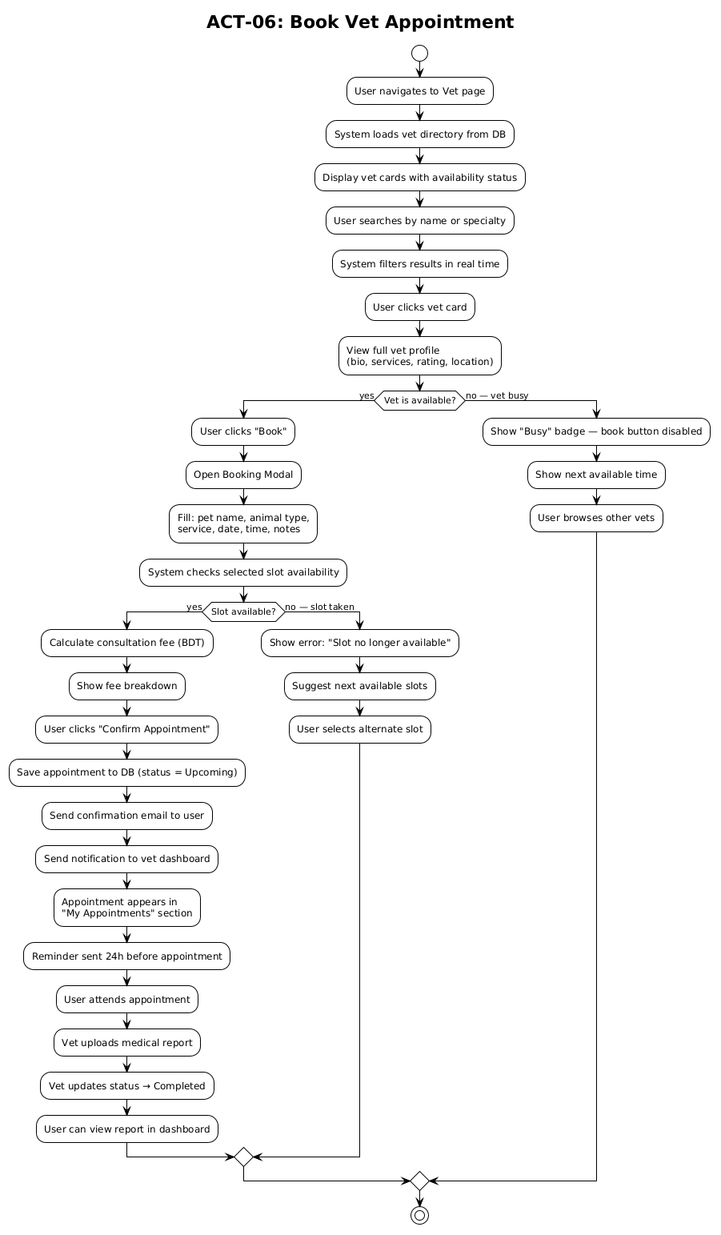 ACT-06: Book Vet Appointment
User navigates to Vet page
System loads vet directory from DB
Display vet cards with availability status
User searches by name or specialty
System filters results in real time
User clicks vet card
View full vet profile
(bio, services, rating, location)
Vet is available?
yes
no — vet busy
User clicks "Book"
Open Booking Modal
Fill: pet name, animal type,
service, date, time, notes
System checks selected slot availability
Slot available?
yes
no — slot taken
Calculate consultation fee (BDT)
Show fee breakdown
User clicks "Confirm Appointment"
Save appointment to DB (status = Upcoming)
Send confirmation email to user
Send notification to vet dashboard
Appointment appears in
"My Appointments" section
Reminder sent 24h before appointment
User attends appointment
Vet uploads medical report
Vet updates status → Completed
User can view report in dashboard
Show error: "Slot no longer available"
Suggest next available slots
User selects alternate slot
Show "Busy" badge — book button disabled
Show next available time
User browses other vets